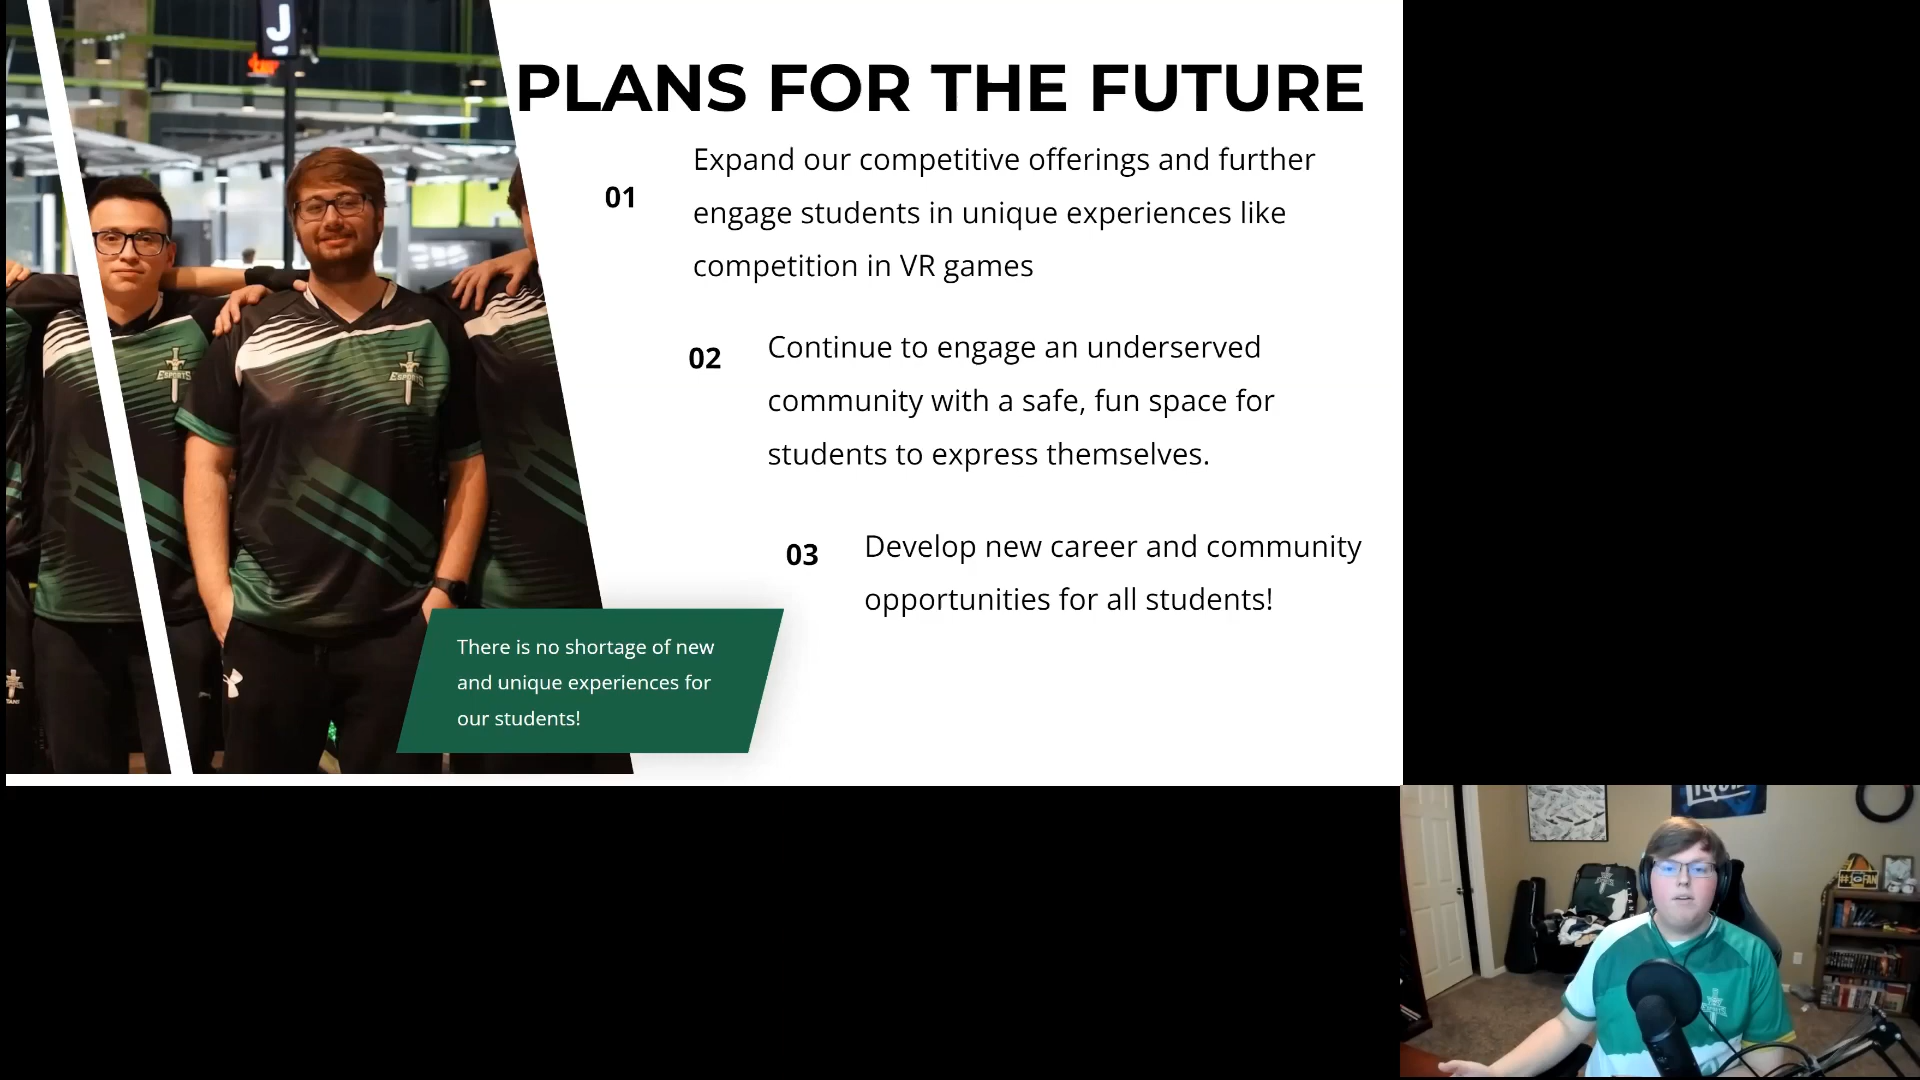 J
PLANS FOR THE FUTURE
01
Expand our competitive offerings and further
engage students in unique experiences like
competition in VR games
02
Continue to engage an underserved
community with a safe, fun space for
students to express themselves.
03
Develop new career and community
opportunities for all students!
There is no shortage of new
and unique experiences for
our students!
ESPORTS
ESPORTS
#1 FAN
ESPORTS